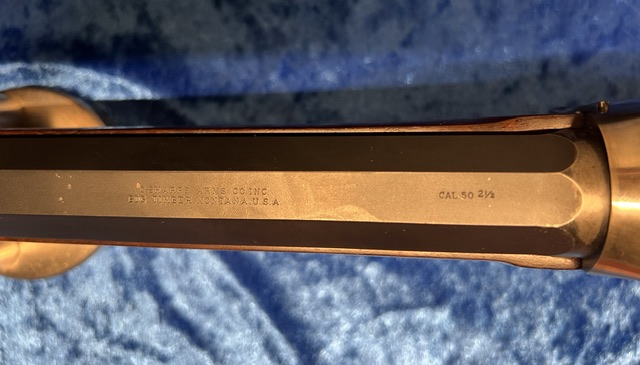 C. SHARPS ARMS CO. INC.
BIG TIMBER, MONTANA. U.S.A.
CAL. 50 2½